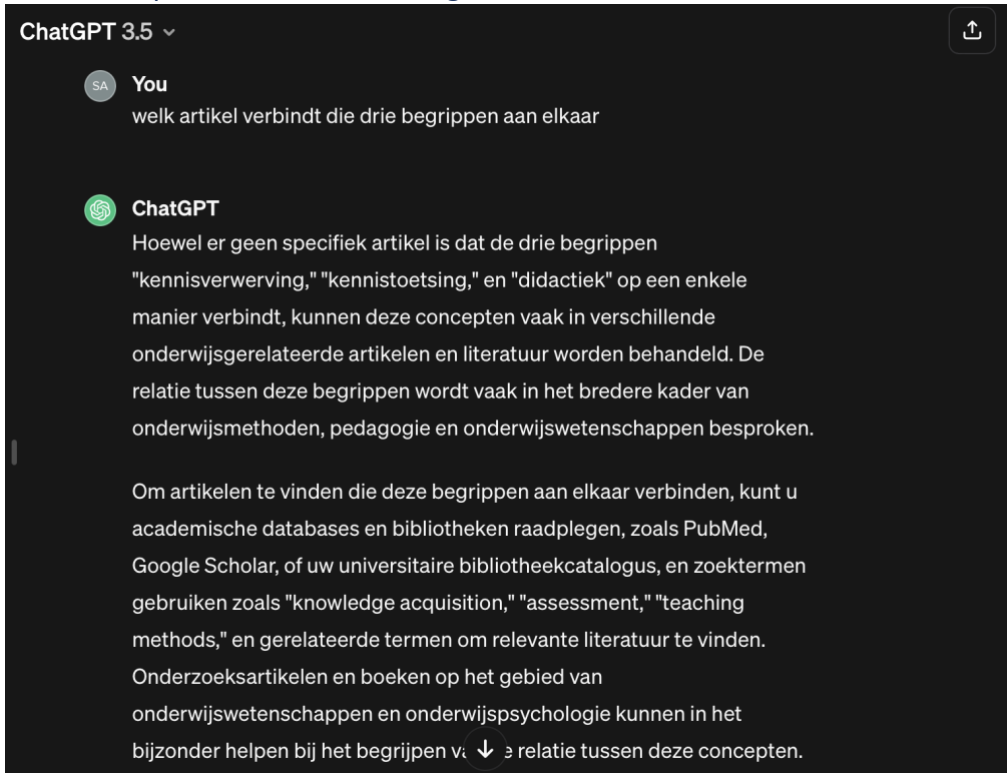 ChatGPT 3.5
SA You
welk artikel verbindt die drie begrippen aan elkaar
ChatGPT
Hoewel er geen specifiek artikel is dat de drie begrippen
"kennisverwerving," "kennistoetsing," en "didactiek" op een enkele
manier verbindt, kunnen deze concepten vaak in verschillende
onderwijsgerelateerde artikelen en literatuur worden behandeld. De
relatie tussen deze begrippen wordt vaak in het bredere kader van
onderwijsmethoden, pedagogie en onderwijswetenschappen besproken.
Om artikelen te vinden die deze begrippen aan elkaar verbinden, kunt u
academische databases en bibliotheken raadplegen, zoals PubMed,
Google Scholar, of uw universitaire bibliotheekcatalogus, en zoektermen
gebruiken zoals "knowledge acquisition," "assessment," "teaching
methods," en gerelateerde termen om relevante literatuur te vinden.
Onderzoeksartikelen en boeken op het gebied van
onderwijswetenschappen en onderwijspsychologie kunnen in het
bijzonder helpen bij het begrijpen relatie tussen deze concepten.